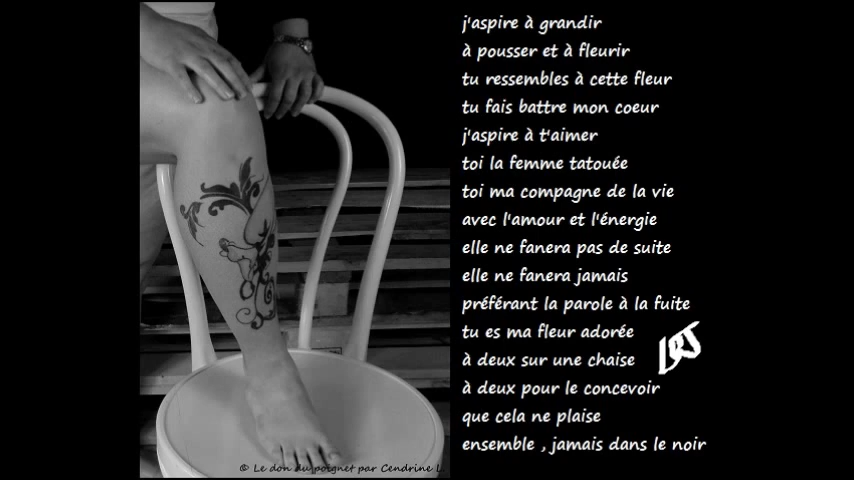 j'aspire à grandir
à pousser et à fleurir
tu ressembles à cette fleur
tu fais battre mon coeur
j'aspire à t'aimer
toi la femme tatouée
toi ma compagne de la vie
avec l'amour et l'énergie
elle ne fanera pas de suite
elle ne fanera jamais
préférant la parole à la fuite
tu es ma fleur adorée
à deux sur une chaise
à deux pour le concevoir
que cela ne plaise
ensemble , jamais dans le noir
© Le don du poignet par Cendrine L.